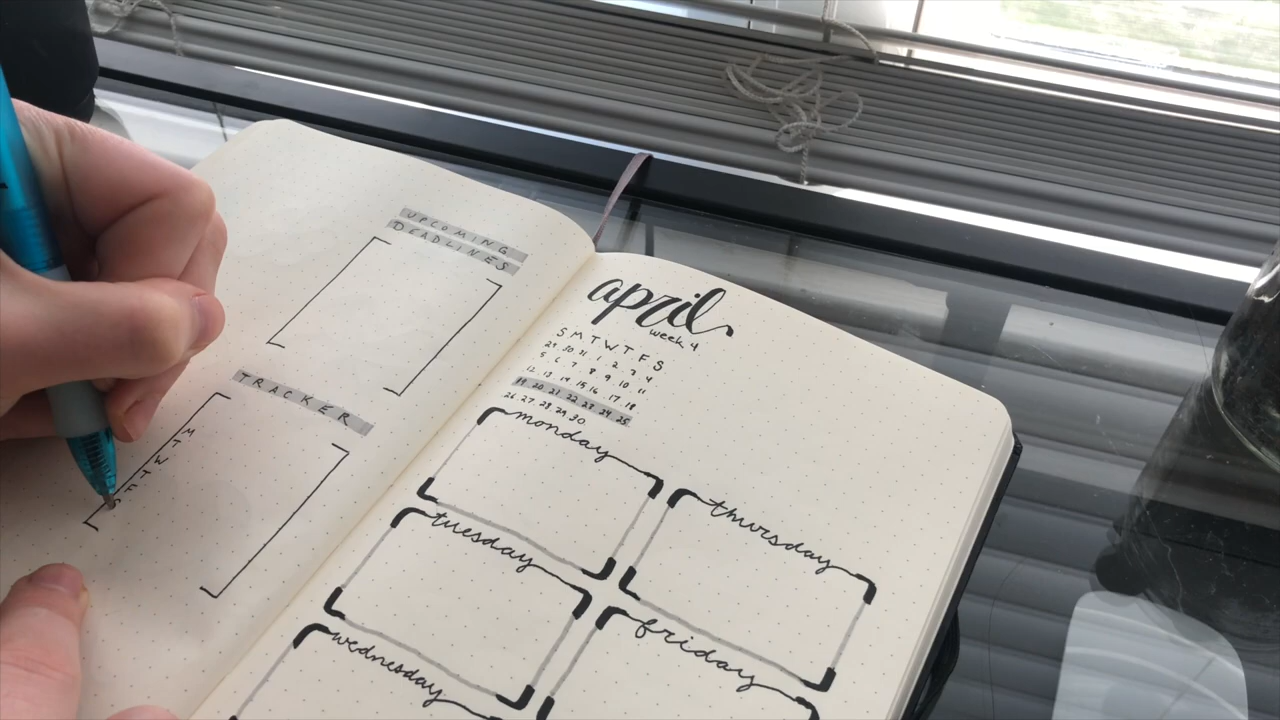 UPCOMING
DEADLINES
TRACKER
M
T
W
T
F
S
april
week 4
S M T W T F S
29 30 31 1 2 3 4
5 6 7 8 9 10 11
12 13 14 15 16 17 18
19 20 21 22 23 24 25
26 27 28 29 30
monday
thursday
tuesday
friday
wednesday